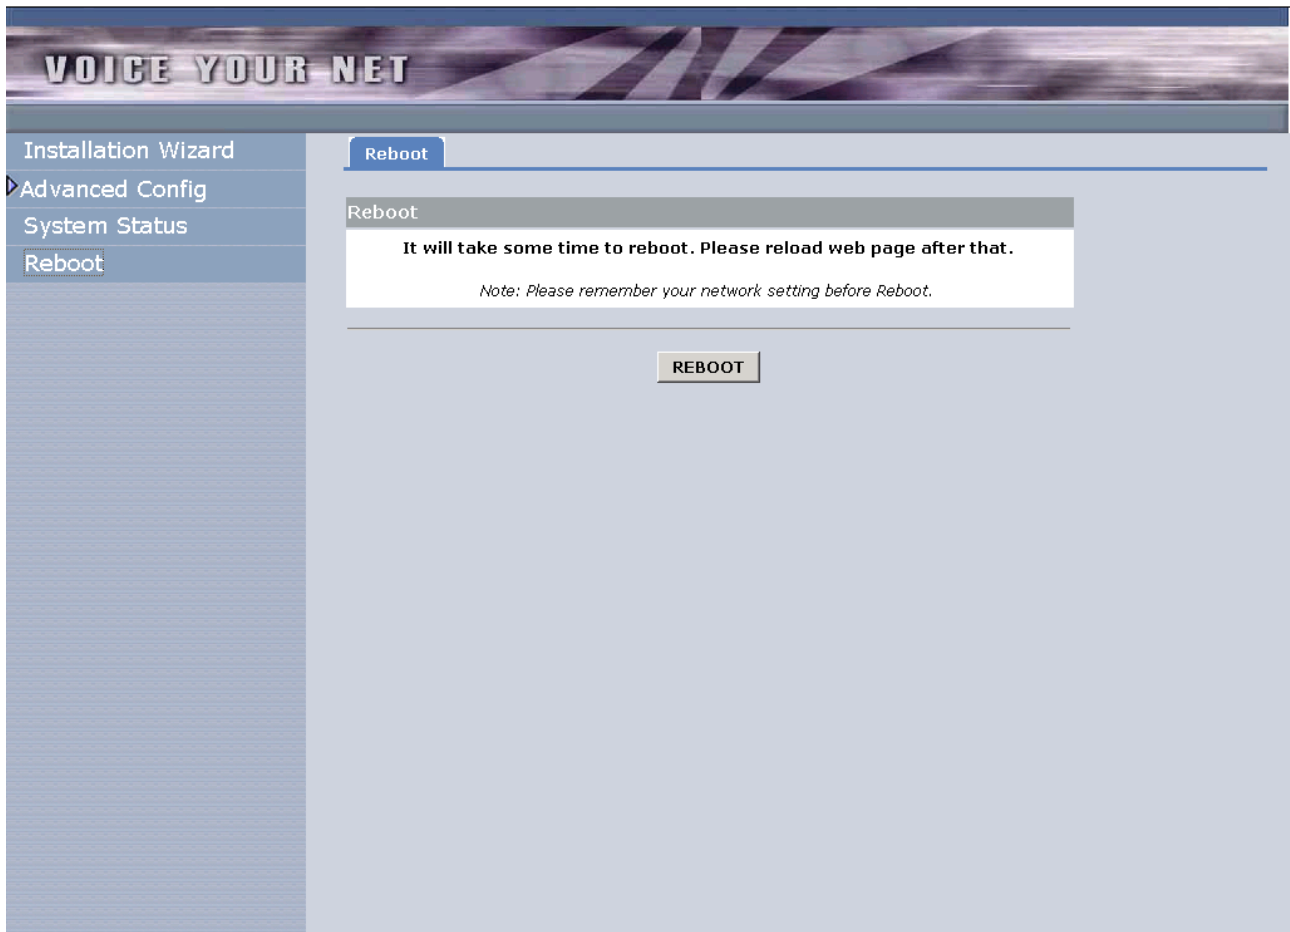 VOICE YOUR NET
Installation Wizard
Advanced Config
System Status
Reboot
Reboot
Reboot
It will take some time to reboot. Please reload web page after that.
Note: Please remember your network setting before Reboot.
REBOOT